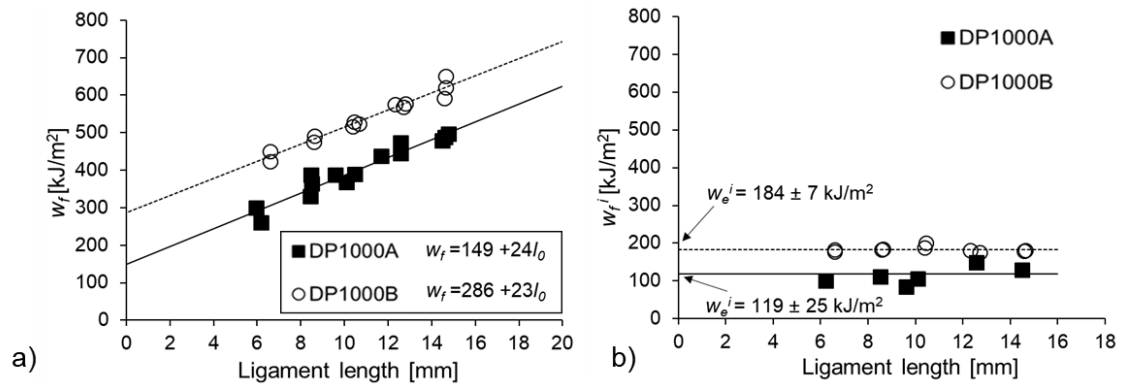 800
700
600
500
400
300
200
100
0
w_f [kJ/m²]
DP1000A w_f =149 +24l_0
DP1000B w_f =286 +23l_0
0 2 4 6 8 10 12 14 16 18 20
a) Ligament length [mm]
800
700
600
500
400
300
200
100
0
w_f^i [kJ/m²]
DP1000A
DP1000B
w_e^i = 184 ± 7 kJ/m²
w_e^i = 119 ± 25 kJ/m²
0 2 4 6 8 10 12 14 16 18
b) Ligament length [mm]